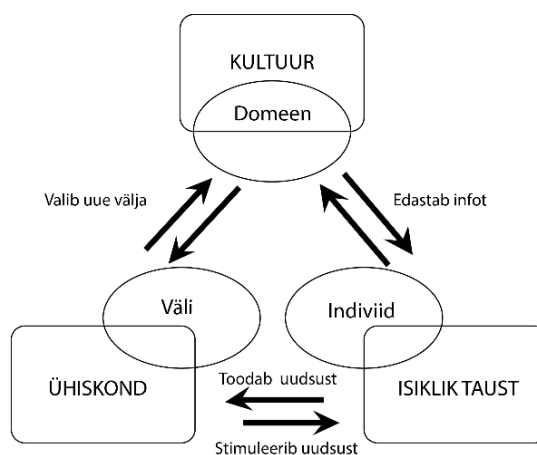 KULTUUR
Domeen
Valib uue välja
Edastab infot
Väli
Indiviid
ÜHISKOND
Toodab uudsust
ISIKLIK TAUST
Stimuleerib uudsust